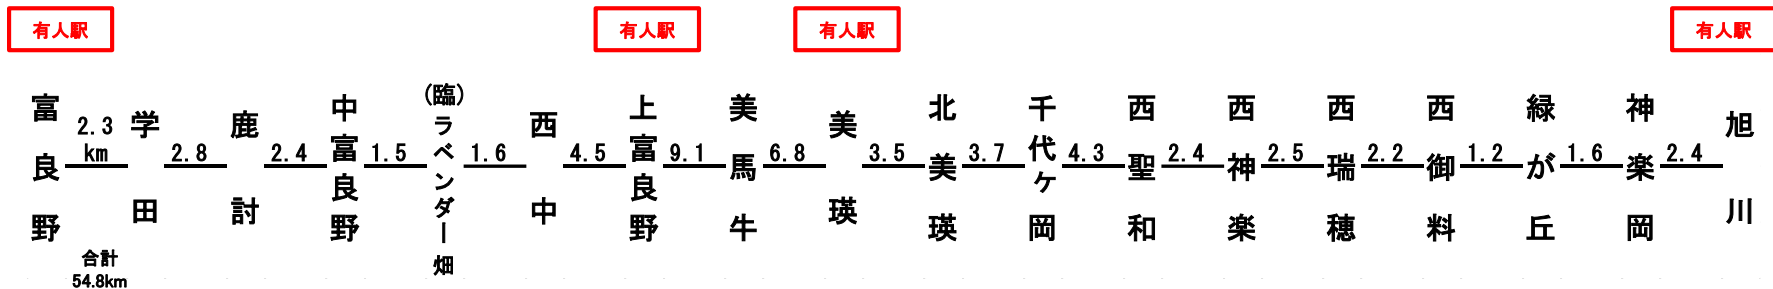 有人駅
有人駅
有人駅
有人駅
富良野
2.3
km
学田
2.8
鹿討
2.4
中富良野
1.5
(臨)
ラベンダー畑
1.6
西中
4.5
上富良野
9.1
美馬牛
6.8
美瑛
3.5
北美瑛
3.7
千代ケ岡
4.3
西聖和
2.4
西神楽
2.5
西瑞穂
2.2
西御料
1.2
緑が丘
1.6
神楽岡
2.4
旭川
合計
54.8km